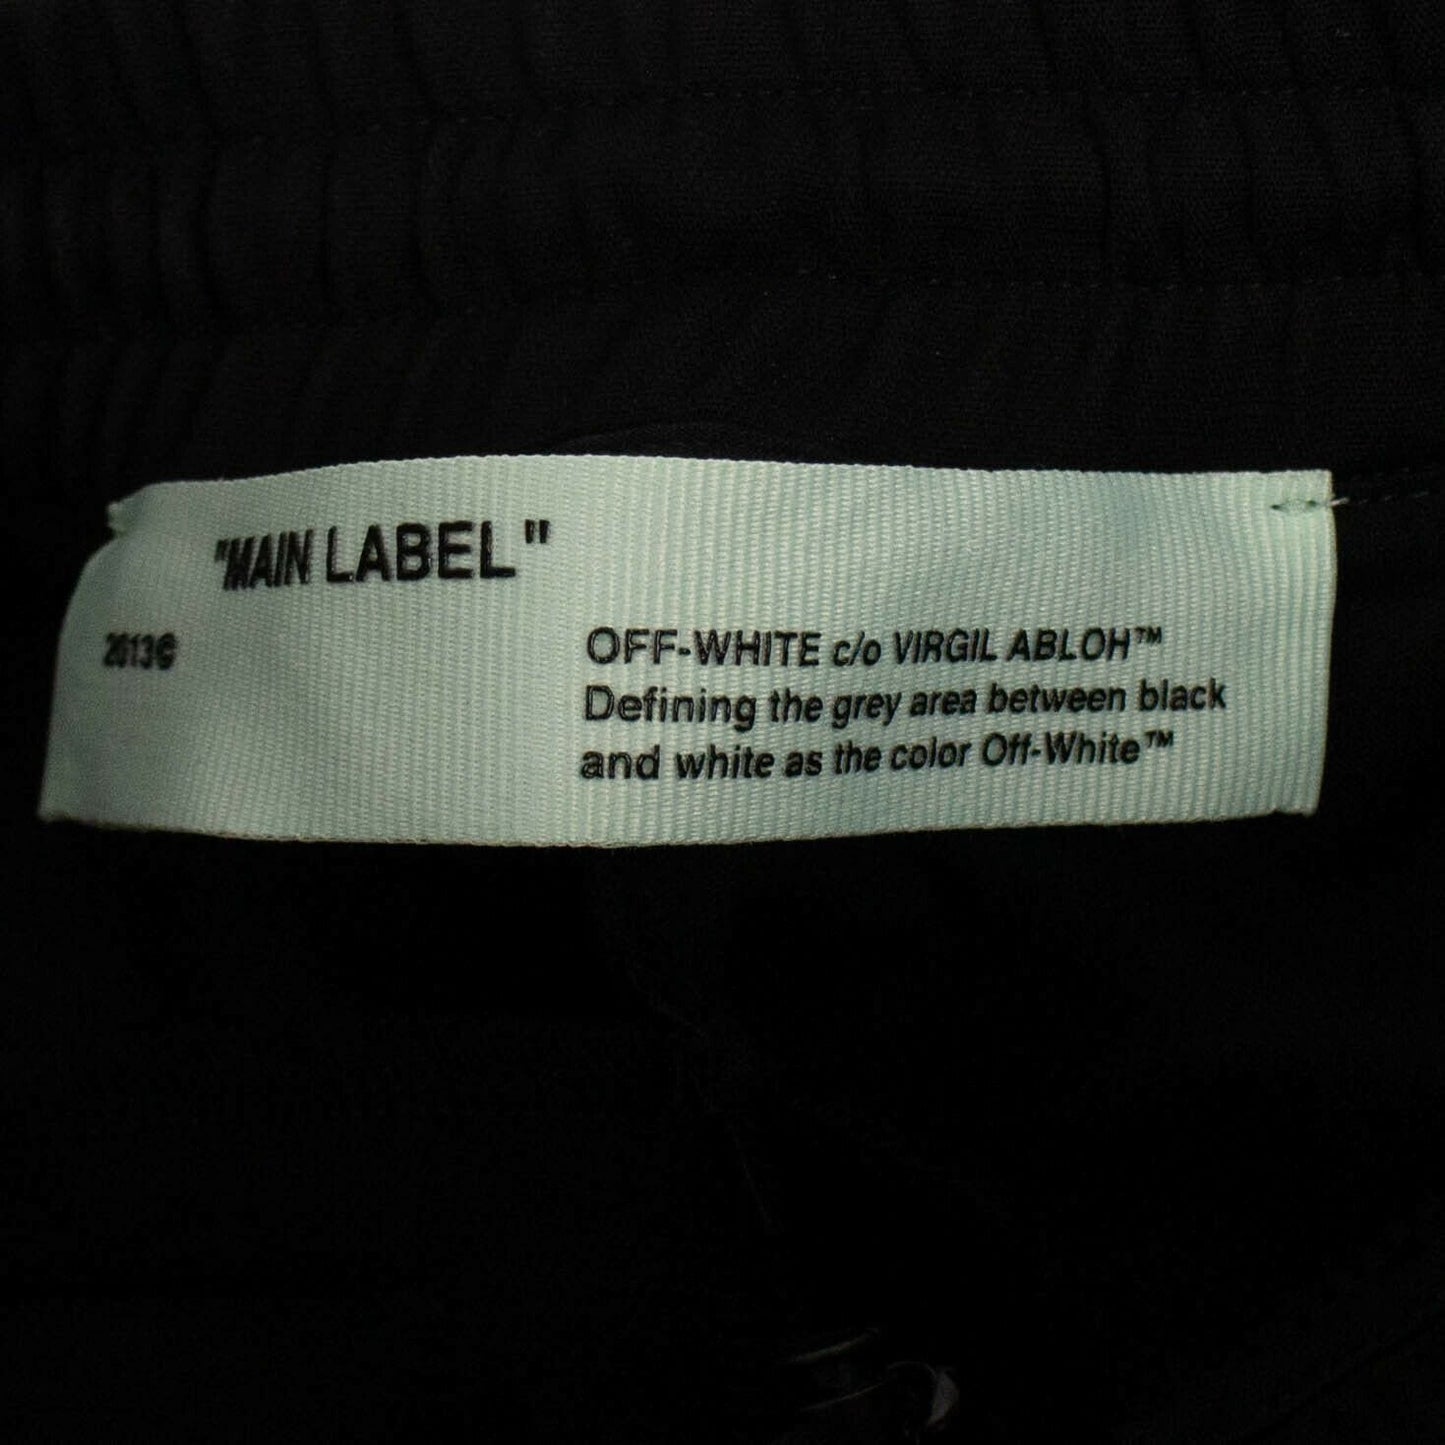 "MAIN LABEL"
2013©
OFF-WHITE c/o VIRGIL ABLOH™
Defining the grey area between black
and white as the color Off-White™